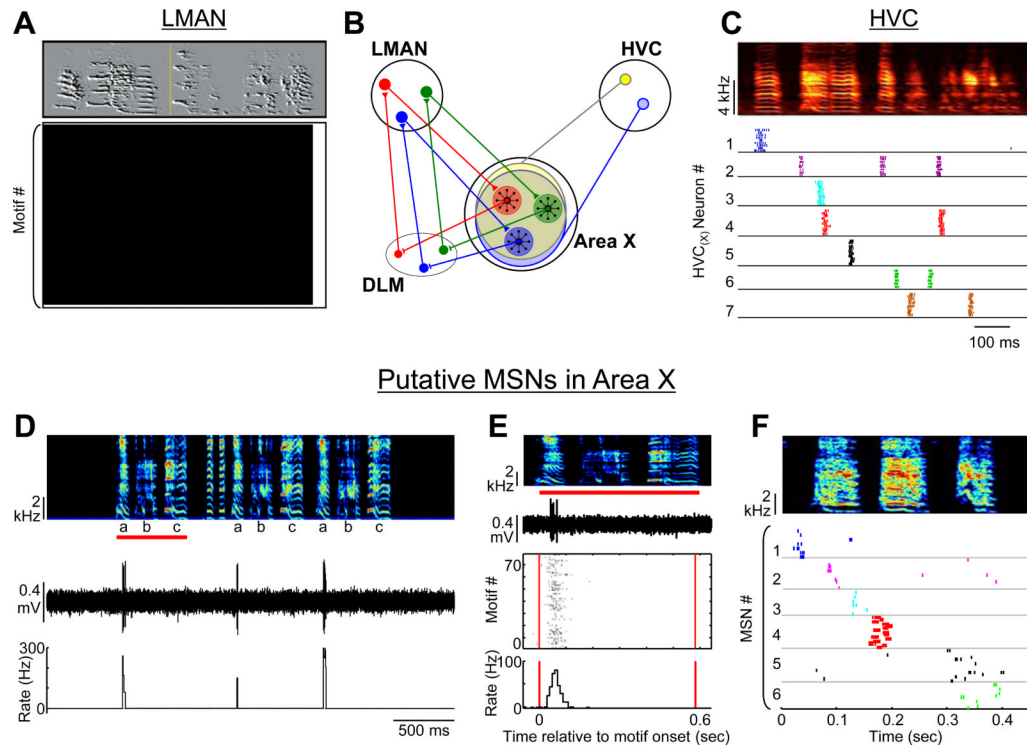 LMAN
HVC
A
Motif #
B
LMAN
HVC
Area X
DLM
C
4 kHz
HVC(X) Neuron #
1
2
3
4
5
6
7
100 ms
Putative MSNs in Area X
D
2
kHz
a b c a b c a b c
0.4
mV
300
Rate (Hz)
0
500 ms
E
2
kHz
0.4
mV
70
Motif #
0
100
Rate (Hz)
0
0 0.6
Time relative to motif onset (sec)
F
2
kHz
MSN #
1
2
3
4
5
6
0 0.1 0.2 0.3 0.4
Time (sec)